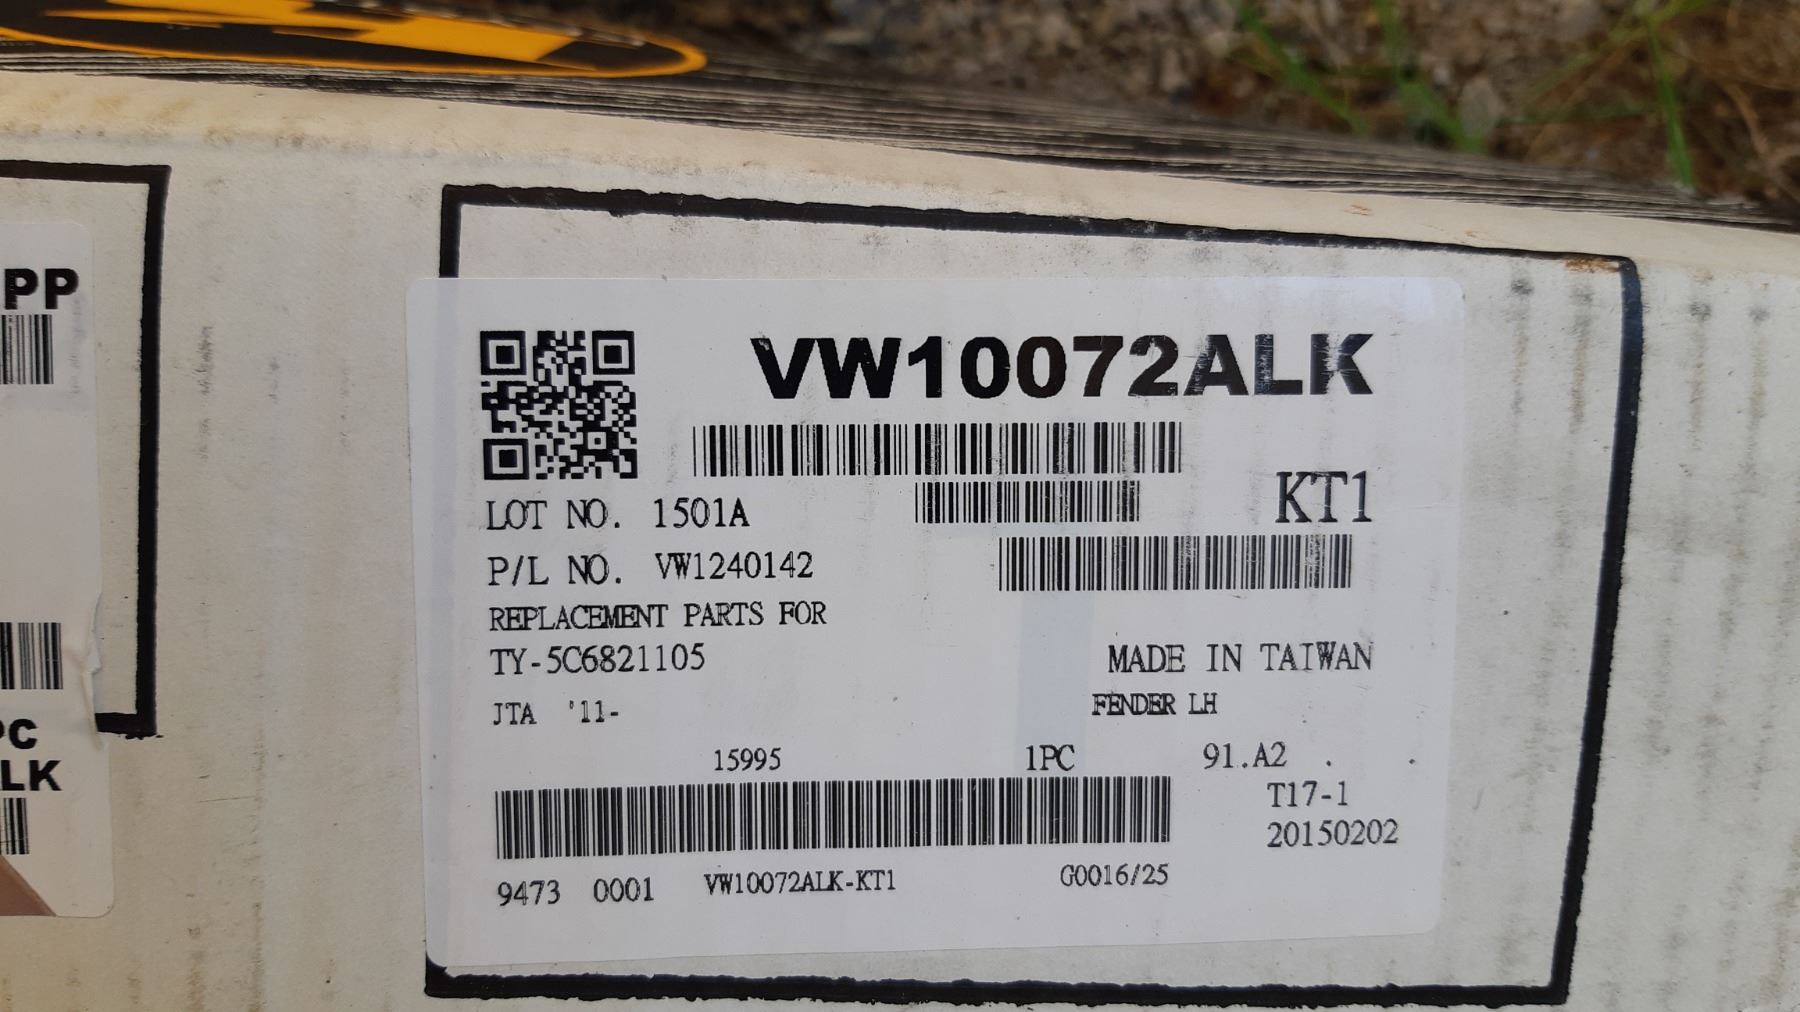 PP
PC
LK
VW10072ALK
KT1
LOT NO. 1501A
P/L NO. VW1240142
REPLACEMENT PARTS FOR
TY-5C6821105
MADE IN TAIWAN
JTA '11-
FENDER LH
15995 1PC 91.A2 .
T17-1
20150202
9473 0001 VW10072ALK-KT1 G0016/25